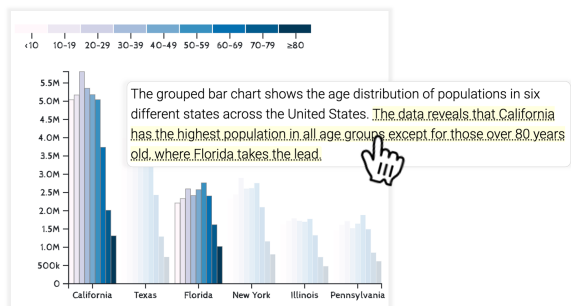 <10 10-19 20-29 30-39 40-49 50-59 60-69 70-79 ≥80
The grouped bar chart shows the age distribution of populations in six
different states across the United States. The data reveals that California
has the highest population in all age groups except for those over 80 years
old, where Florida takes the lead.
5.5M
5.0M
4.5M
4.0M
3.5M
3.0M
2.5M
2.0M
1.5M
1.0M
500k
0
California Texas Florida New York Illinois Pennsylvania